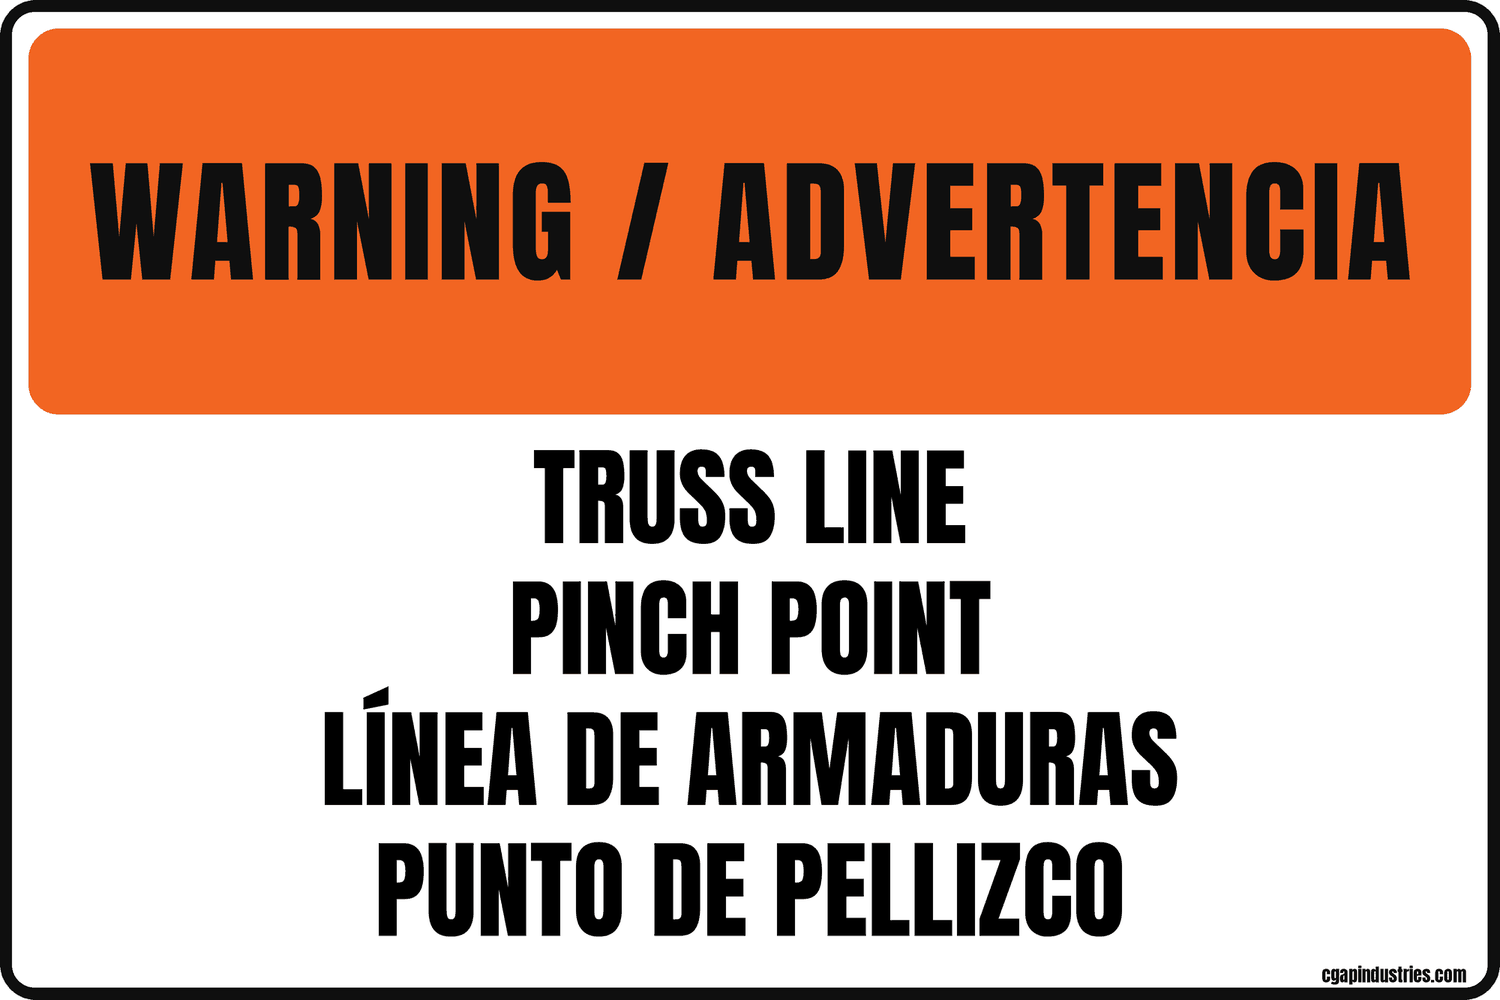 WARNING / ADVERTENCIA
TRUSS LINE
PINCH POINT
LÍNEA DE ARMADURAS
PUNTO DE PELLIZCO
cgapindustries.com